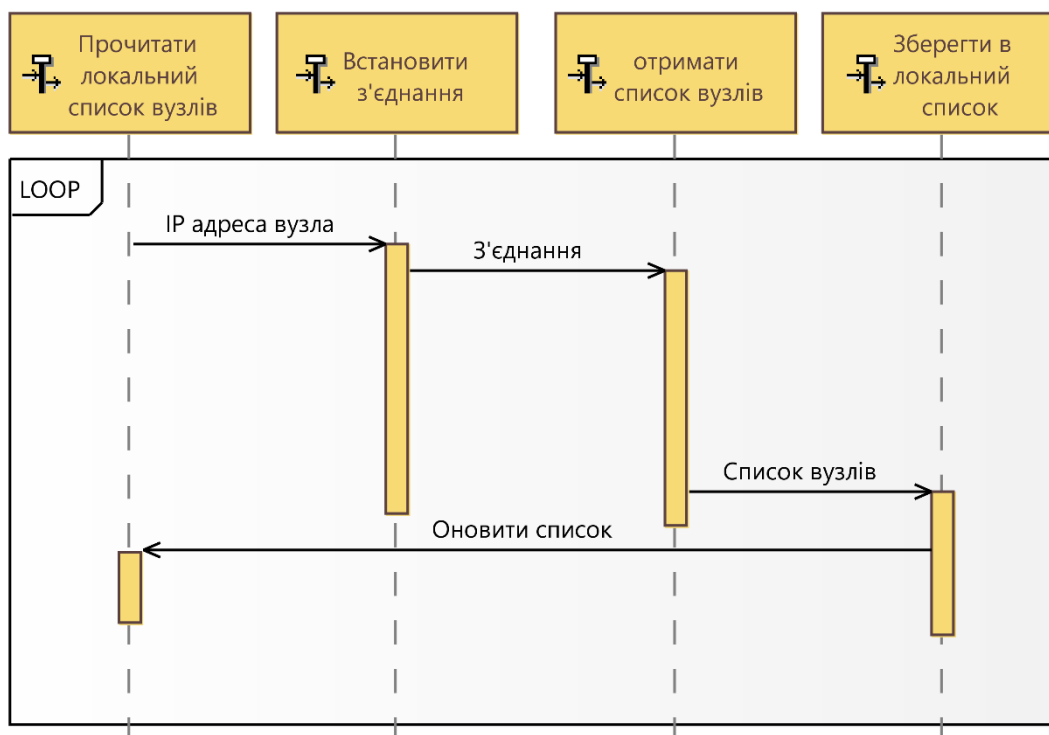 Прочитати
локальний
список вузлів
Встановити
з'єднання
отримати
список вузлів
Зберегти в
локальний
список
LOOP
IP адреса вузла
З'єднання
Список вузлів
Оновити список